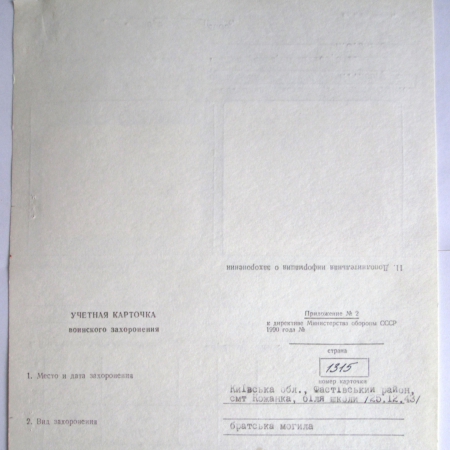 11. Дополнительная информация о захоронении
УЧЕТНАЯ КАРТОЧКА
воинского захоронения
Приложение № 2
к директиве Министерства обороны СССР
1990 года №
страна
1315
номер карточки
1. Место и дата захоронения
Київська обл., Фастівський район,
смт Кожанка, біля школи /25.12.43/
2. Вид захоронения
братська могила